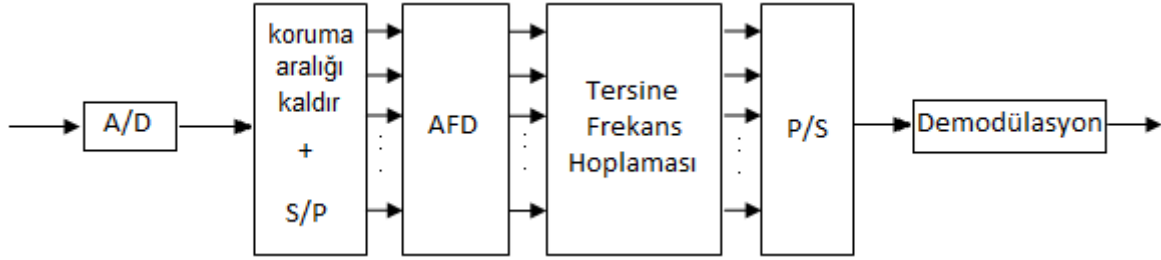 A/D
koruma
aralığı
kaldır
+
S/P
AFD
Tersine
Frekans
Hoplaması
P/S
Demodülasyon